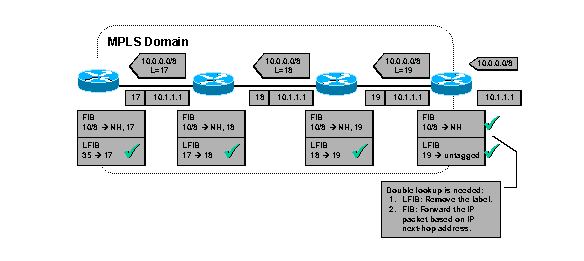 MPLS Domain
10.0.0.0/8
L=17
10.0.0.0/8
L=18
10.0.0.0/8
L=19
10.0.0.0/8
17 10.1.1.1
18 10.1.1.1
19 10.1.1.1
10.1.1.1
FIB
10/8 → NH, 17
LFIB
35 → 17
FIB
10/8 → NH, 18
LFIB
17 → 18
FIB
10/8 → NH, 19
LFIB
18 → 19
FIB
10/8 → NH
LFIB
19 → untagged
Double lookup is needed:
1. LFIB: Remove the label.
2. FIB: Forward the IP
packet based on IP
next-hop address.